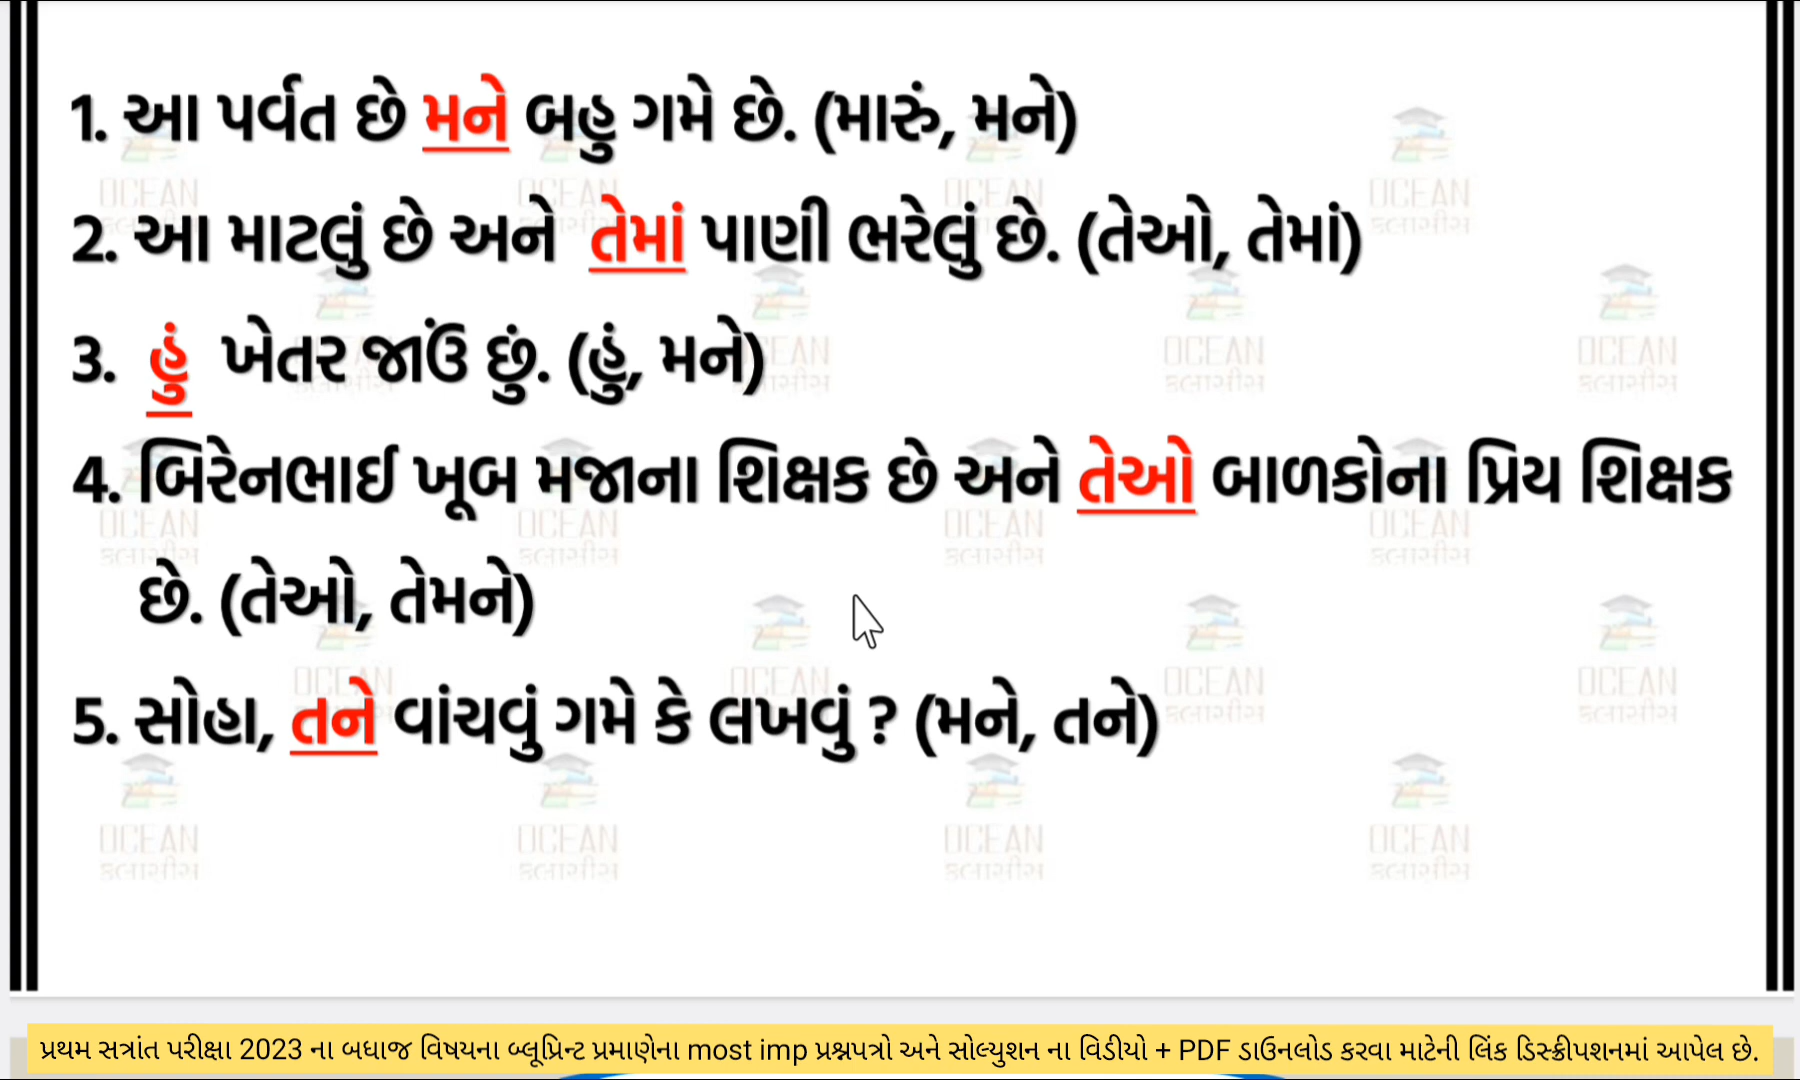 1. આ પર્વત છે મને બહુ ગમે છે. (મારું, મને)
2. આ માટલું છે અને તેમાં પાણી ભરેલું છે. (તેઓ, તેમાં)
3. હું ખેતર જાઉં છું. (હું, મને)
4. બિરેનભાઈ ખૂબ મજાના શિક્ષક છે અને તેઓ બાળકોના પ્રિય શિક્ષક
છે. (તેઓ, તેમને)
5. સોહા, તને વાંચવું ગમે કે લખવું ? (મને, તને)
OCEAN
ક્લાસીસ
પ્રથમ સત્રાંત પરીક્ષા 2023 ના બધાજ વિષયના બ્લૂપ્રિન્ટ પ્રમાણેના most imp પ્રશ્નપત્રો અને સોલ્યુશન ના વિડીયો + PDF ડાઉનલોડ કરવા માટેની લિંક ડિસ્ક્રીપશનમાં આપેલ છે.